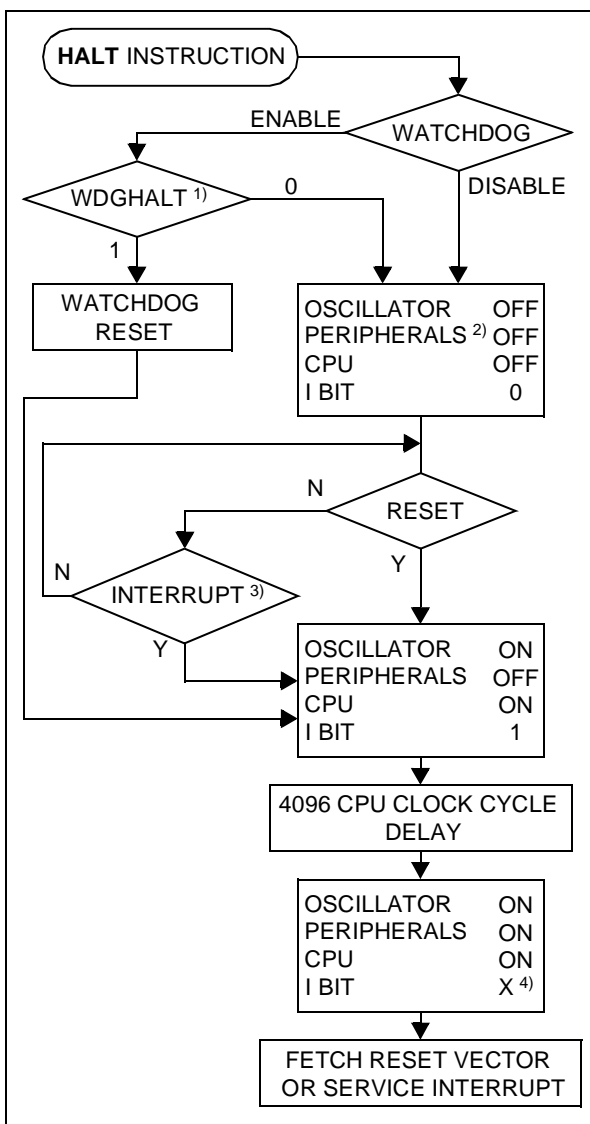 HALT INSTRUCTION
WATCHDOG
ENABLE
DISABLE
WDGHALT 1)
0
1
WATCHDOG
RESET
OSCILLATOR OFF
PERIPHERALS 2) OFF
CPU OFF
I BIT 0
RESET
N
Y
INTERRUPT 3)
N
Y
OSCILLATOR ON
PERIPHERALS OFF
CPU ON
I BIT 1
4096 CPU CLOCK CYCLE
DELAY
OSCILLATOR ON
PERIPHERALS ON
CPU ON
I BIT X 4)
FETCH RESET VECTOR
OR SERVICE INTERRUPT